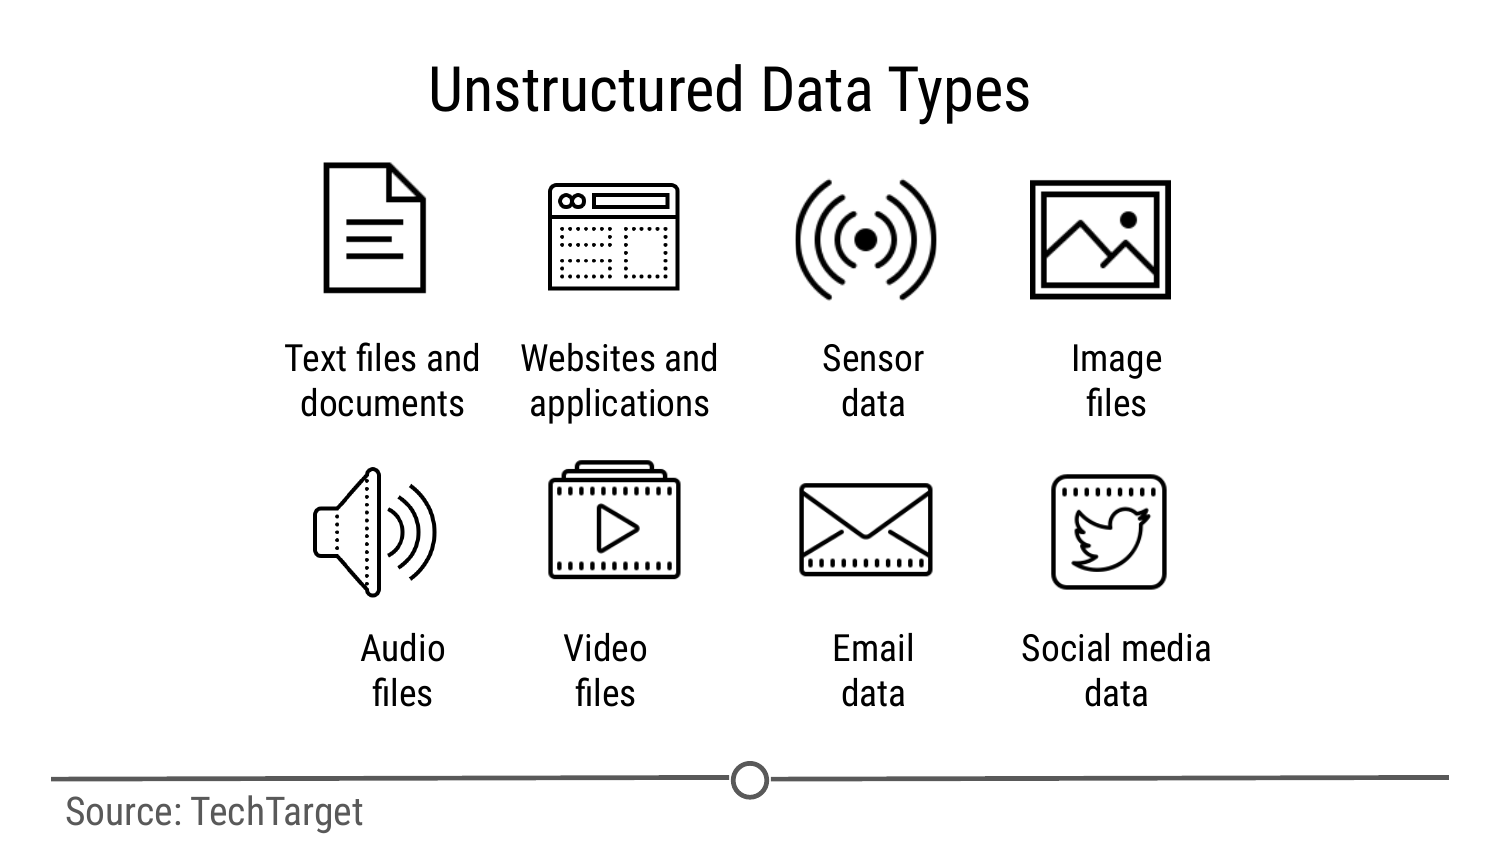 Unstructured Data Types
Text files and
documents
Websites and
applications
Sensor
data
Image
files
Audio
files
Video
files
Email
data
Social media
data
Source: TechTarget